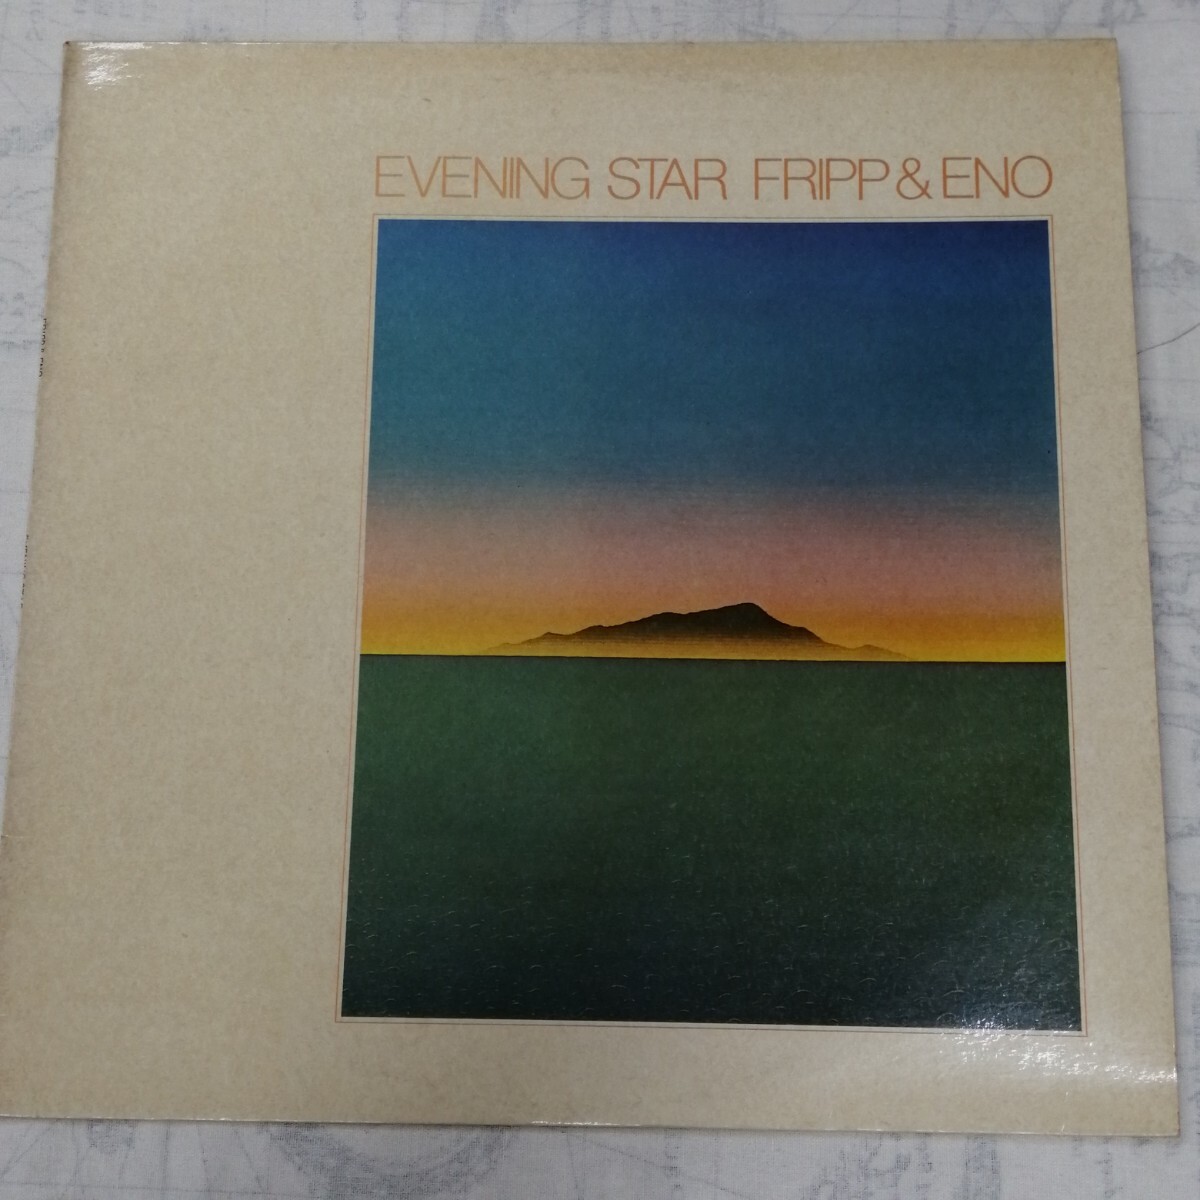 EVENING STAR FRIPP & ENO